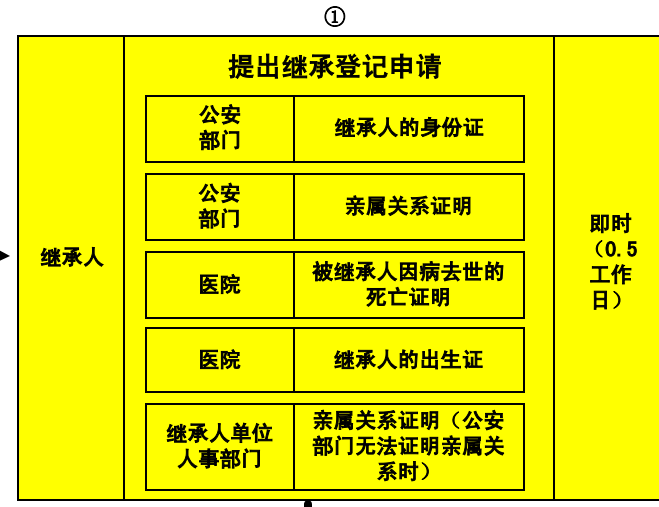 ①
提出继承登记申请
公安
部门
继承人的身份证
公安
部门
亲属关系证明
继承人
医院
被继承人因病去世的
死亡证明
医院
继承人的出生证
继承人单位
人事部门
亲属关系证明（公安
部门无法证明亲属关
系时）
即时
（0.5
工作
日）